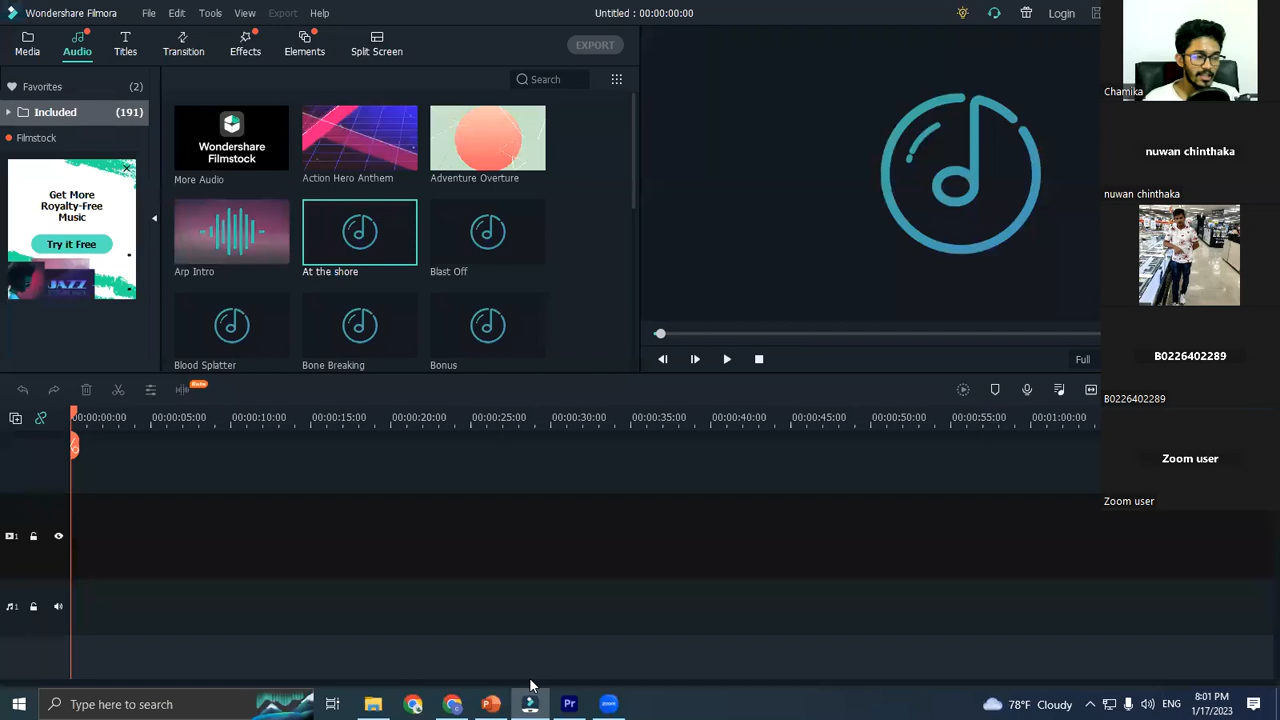 Wondershare Filmora File Edit Tools View Export Help Untitled : 00:00:00:00 Login
Media Audio Titles Transition Effects Elements Split Screen EXPORT
Favorites (2) Search
Included (191)
Filmstock
Get More
Royalty-Free
Music
Try it Free
JAZZ
Wondershare
Filmstock
More Audio Action Hero Anthem Adventure Overture
Arp Intro At the shore Blast Off
Blood Splatter Bone Breaking Bonus
Full
Beta
00:00:00:00 00:00:05:00 00:00:10:00 00:00:15:00 00:00:20:00 00:00:25:00 00:00:30:00 00:00:35:00 00:00:40:00 00:00:45:00 00:00:50:00 00:00:55:00 00:01:00:00
1
1
Chamika
nuwan chinthaka
nuwan chinthaka
B0226402289
B0226402289
Zoom user
Zoom user
Type here to search P Pr zoom 78°F Cloudy ENG 8:01 PM
1/17/2023